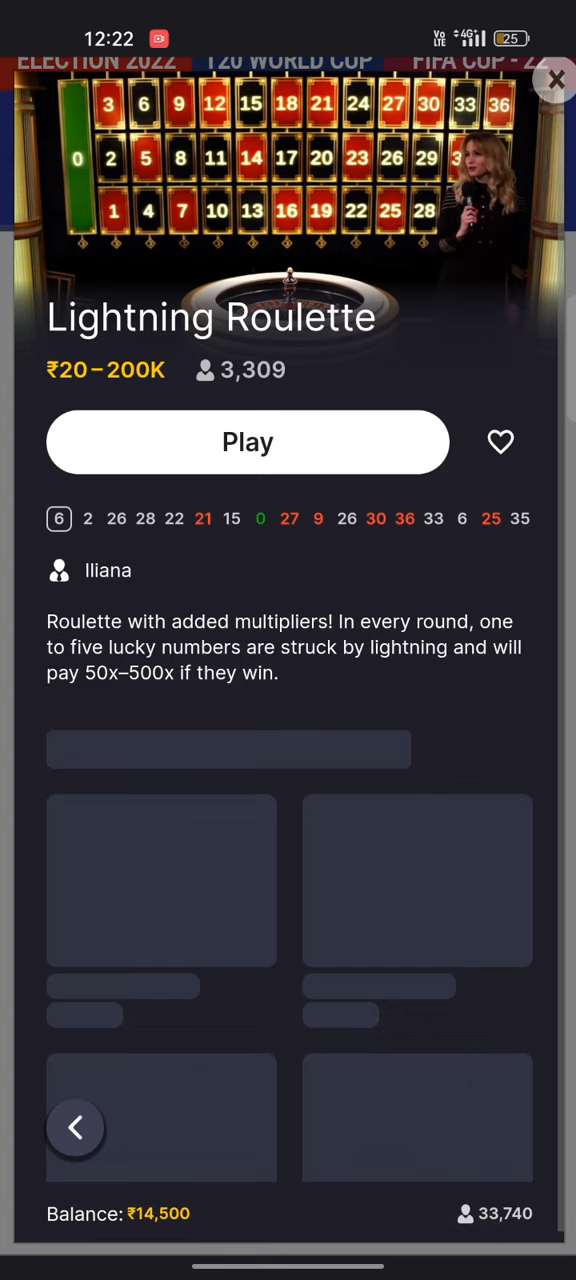 12:22
Vo LTE 4G+ 25
ELECTION 2022 T20 WORLD CUP FIFA CUP - 22
3 6 9 12 15 18 21 24 27 30 33 36
0 2 5 8 11 14 17 20 23 26 29
1 4 7 10 13 16 19 22 25 28
Lightning Roulette
₹20–200K 3,309
Play
6 2 26 28 22 21 15 0 27 9 26 30 36 33 6 25 35
Iliana
Roulette with added multipliers! In every round, one
to five lucky numbers are struck by lightning and will
pay 50x–500x if they win.
Balance: ₹14,500 33,740